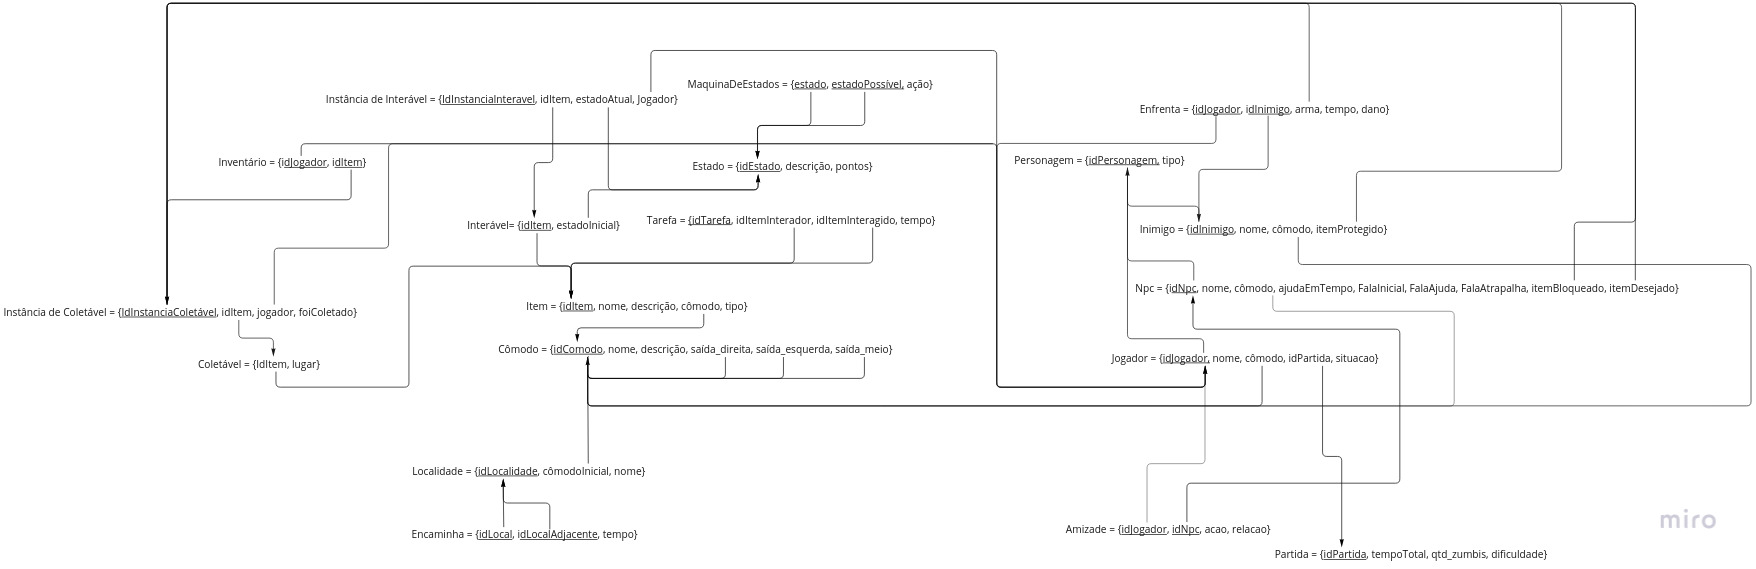 MaquinaDeEstados = {estado, estadoPossível, ação}
Instância de Interável = {IdInstanciaInteravel, idItem, estadoAtual, Jogador}
Enfrenta = {idJogador, idInimigo, arma, tempo, dano}
Inventário = {idJogador, idItem}
Estado = {idEstado, descrição, pontos}
Personagem = {idPersonagem, tipo}
Interável= {idItem, estadoInicial}
Tarefa = {idTarefa, idItemInterador, idItemInteragido, tempo}
Inimigo = {idInimigo, nome, cômodo, itemProtegido}
Npc = {idNpc, nome, cômodo, ajudaEmTempo, FalaInicial, FalaAjuda, FalaAtrapalha, itemBloqueado, itemDesejado}
Instância de Coletável = {IdInstanciaColetável, idItem, jogador, foiColetado}
Item = {idItem, nome, descrição, cômodo, tipo}
Cômodo = {idComodo, nome, descrição, saída_direita, saída_esquerda, saída_meio}
Coletável = {IdItem, lugar}
Jogador = {idJogador, nome, cômodo, idPartida, situacao}
Localidade = {idLocalidade, cômodoInicial, nome}
Encaminha = {idLocal, idLocalAdjacente, tempo}
Amizade = {idJogador, idNpc, acao, relacao}
Partida = {idPartida, tempoTotal, qtd_zumbis, dificuldade}
miro